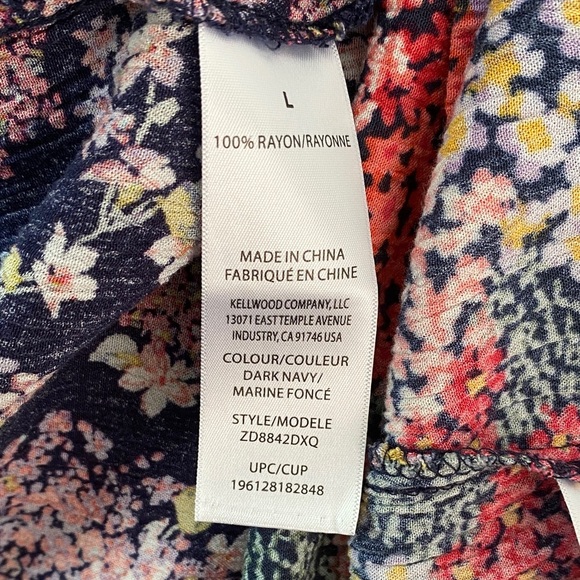 L
100% RAYON/RAYONNE
MADE IN CHINA
FABRIQUÉ EN CHINE
KELLWOOD COMPANY, LLC
13071 EAST TEMPLE AVENUE
INDUSTRY, CA 91746 USA
COLOUR/COULEUR
DARK NAVY/
MARINE FONCÉ
STYLE/MODELE
ZD8842DXQ
UPC/CUP
196128182848